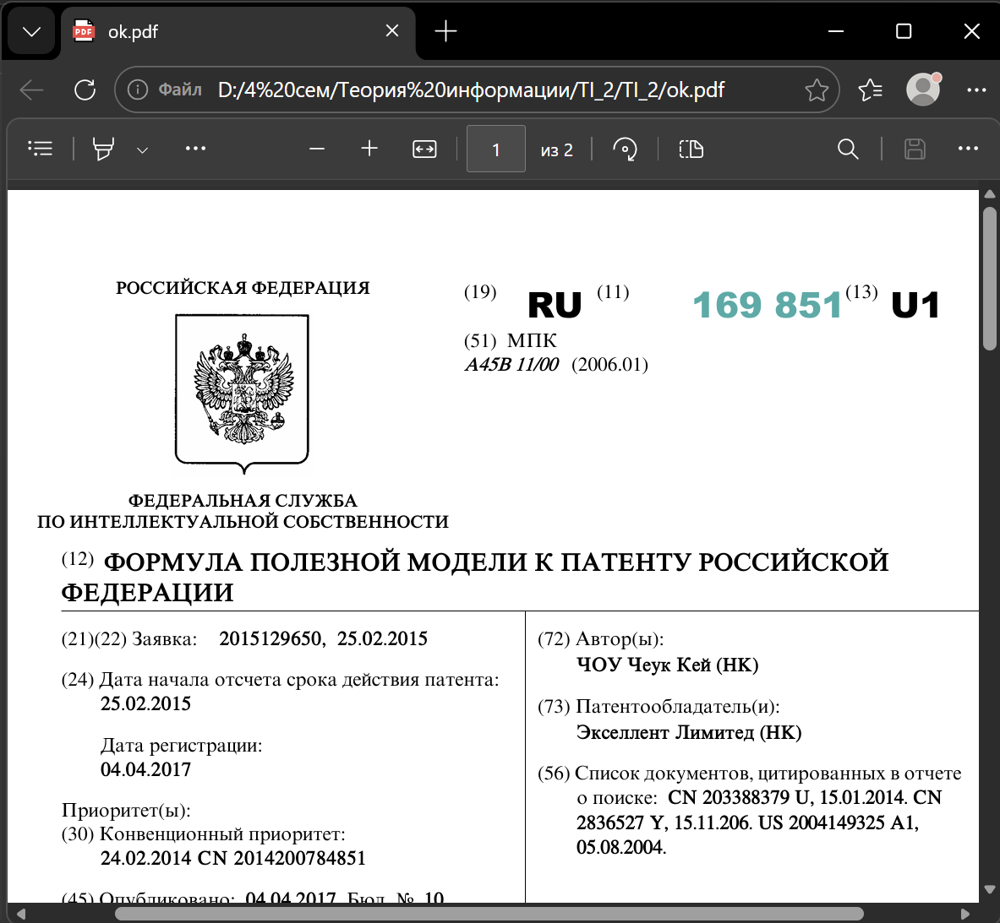 ok.pdf
Файл D:/4%20сем/Теория%20информации/TI_2/TI_2/ok.pdf
1 из 2
РОССИЙСКАЯ ФЕДЕРАЦИЯ
(19) RU (11) 169 851 (13) U1
(51) МПК
A45B 11/00 (2006.01)
ФЕДЕРАЛЬНАЯ СЛУЖБА
ПО ИНТЕЛЛЕКТУАЛЬНОЙ СОБСТВЕННОСТИ
(12) ФОРМУЛА ПОЛЕЗНОЙ МОДЕЛИ К ПАТЕНТУ РОССИЙСКОЙ
ФЕДЕРАЦИИ
(21)(22) Заявка: 2015129650, 25.02.2015
(24) Дата начала отсчета срока действия патента:
25.02.2015
Дата регистрации:
04.04.2017
Приоритет(ы):
(30) Конвенционный приоритет:
24.02.2014 CN 2014200784851
(45) Опубликовано: 04.04.2017 Бюл. № 10
(72) Автор(ы):
ЧОУ Чеук Кей (HK)
(73) Патентообладатель(и):
Экселлент Лимитед (HK)
(56) Список документов, цитированных в отчете
о поиске: CN 203388379 U, 15.01.2014. CN
2836527 Y, 15.11.206. US 2004149325 A1,
05.08.2004.